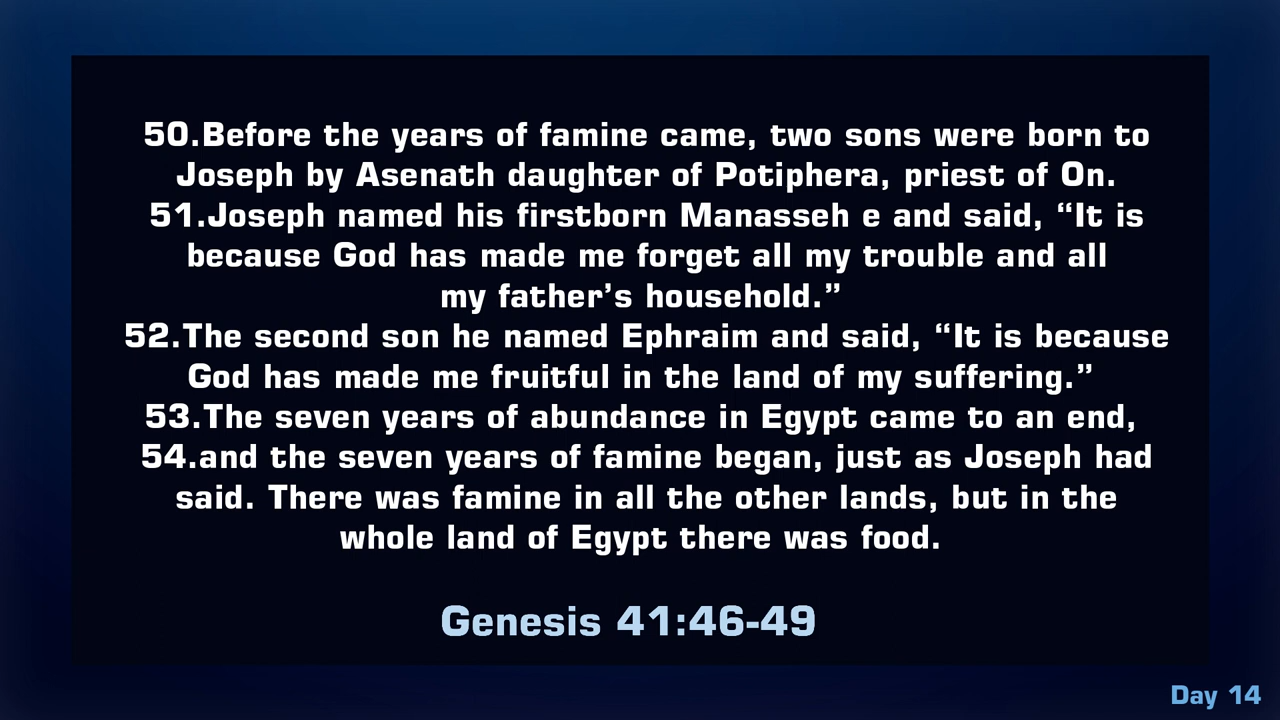 50.Before the years of famine came, two sons were born to
Joseph by Asenath daughter of Potiphera, priest of On.
51.Joseph named his firstborn Manasseh e and said, “It is
because God has made me forget all my trouble and all
my father’s household.”
52.The second son he named Ephraim and said, “It is because
God has made me fruitful in the land of my suffering.”
53.The seven years of abundance in Egypt came to an end,
54.and the seven years of famine began, just as Joseph had
said. There was famine in all the other lands, but in the
whole land of Egypt there was food.
Genesis 41:46-49
Day 14